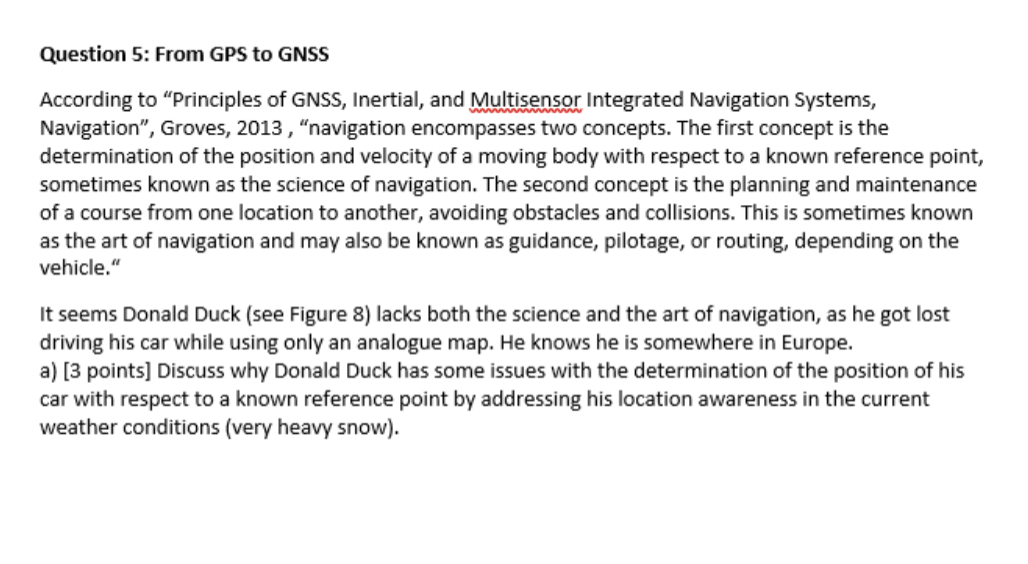 Question 5: From GPS to GNSS
According to “Principles of GNSS, Inertial, and Multisensor Integrated Navigation Systems,
Navigation”, Groves, 2013 , “navigation encompasses two concepts. The first concept is the
determination of the position and velocity of a moving body with respect to a known reference point,
sometimes known as the science of navigation. The second concept is the planning and maintenance
of a course from one location to another, avoiding obstacles and collisions. This is sometimes known
as the art of navigation and may also be known as guidance, pilotage, or routing, depending on the
vehicle.“
It seems Donald Duck (see Figure 8) lacks both the science and the art of navigation, as he got lost
driving his car while using only an analogue map. He knows he is somewhere in Europe.
a) [3 points] Discuss why Donald Duck has some issues with the determination of the position of his
car with respect to a known reference point by addressing his location awareness in the current
weather conditions (very heavy snow).